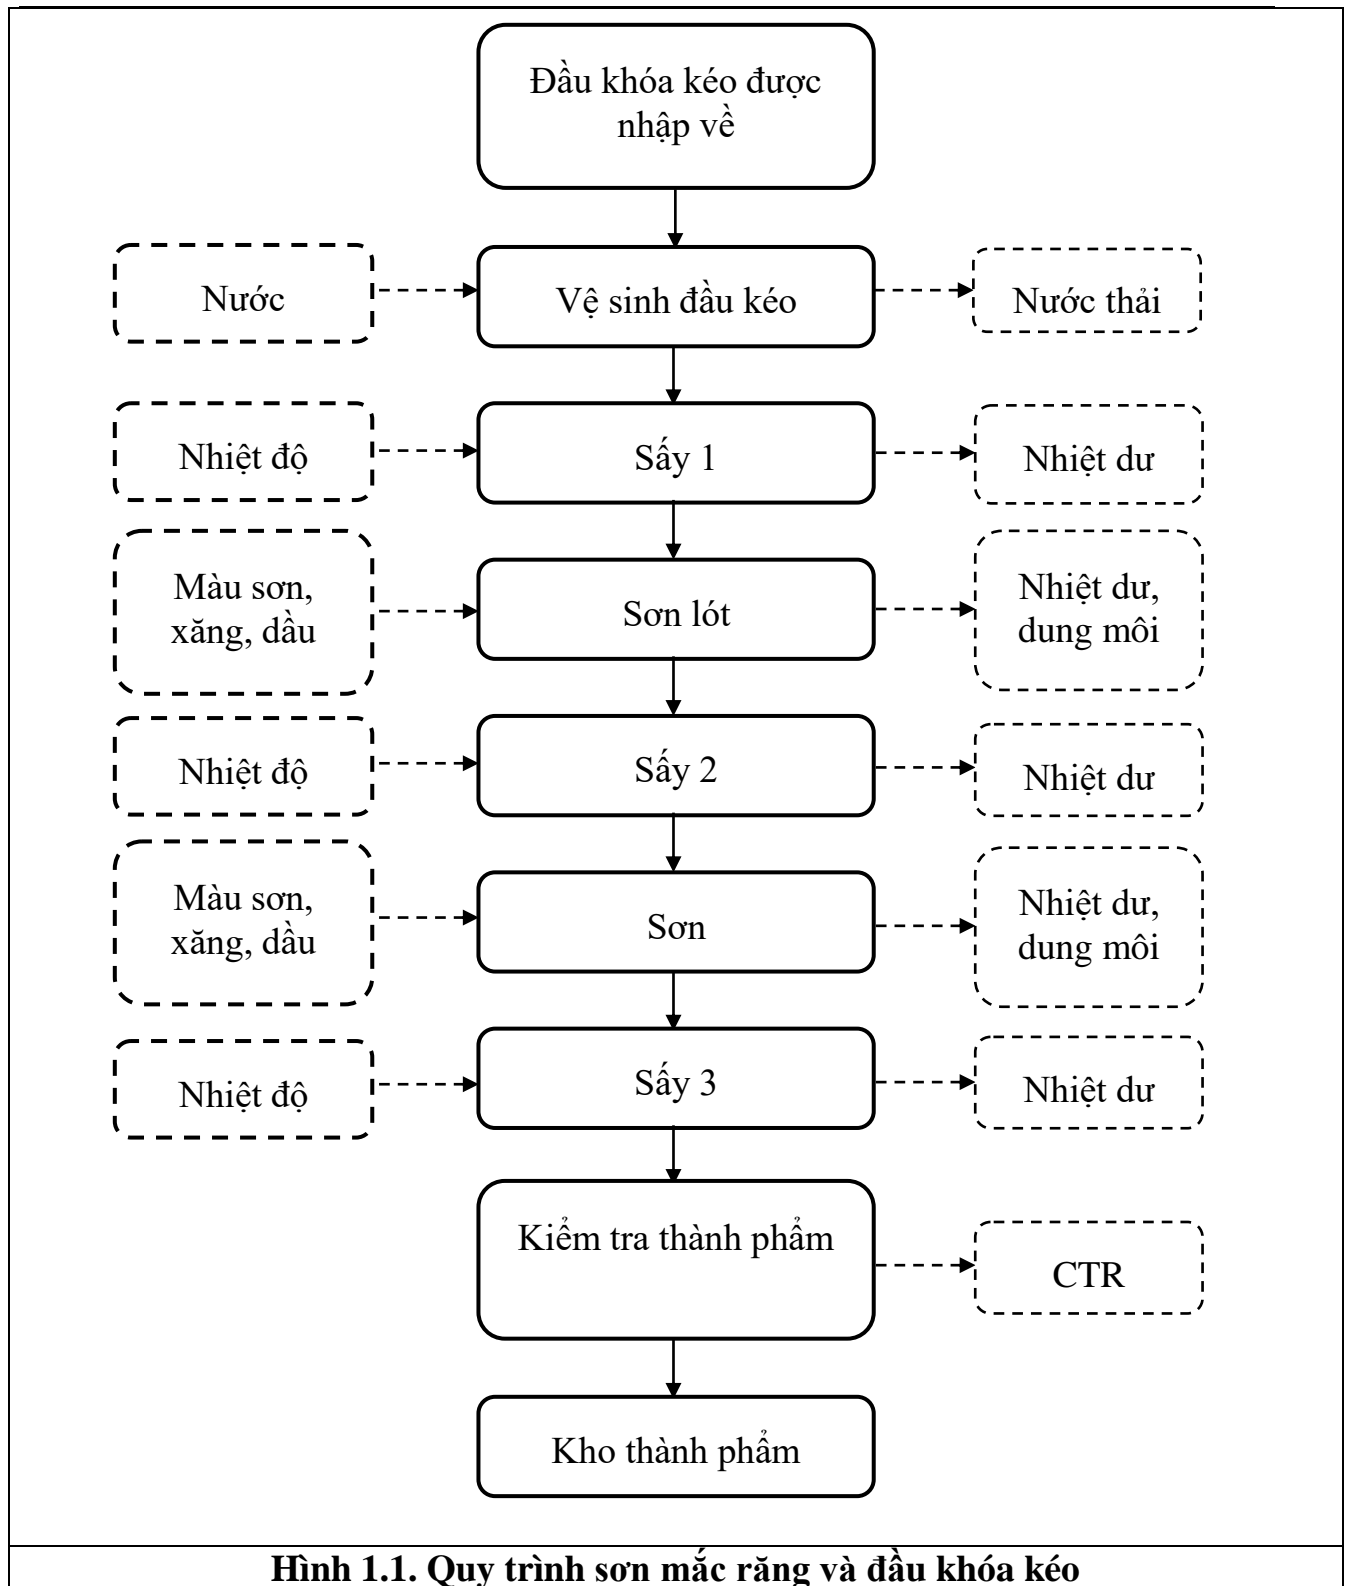 Đầu khóa kéo được
nhập về
Nước
Vệ sinh đầu kéo
Nước thải
Nhiệt độ
Sấy 1
Nhiệt dư
Màu sơn,
xăng, dầu
Sơn lót
Nhiệt dư,
dung môi
Nhiệt độ
Sấy 2
Nhiệt dư
Màu sơn,
xăng, dầu
Sơn
Nhiệt dư,
dung môi
Nhiệt độ
Sấy 3
Nhiệt dư
Kiểm tra thành phẩm
CTR
Kho thành phẩm
Hình 1.1. Quy trình sơn mắc răng và đầu khóa kéo